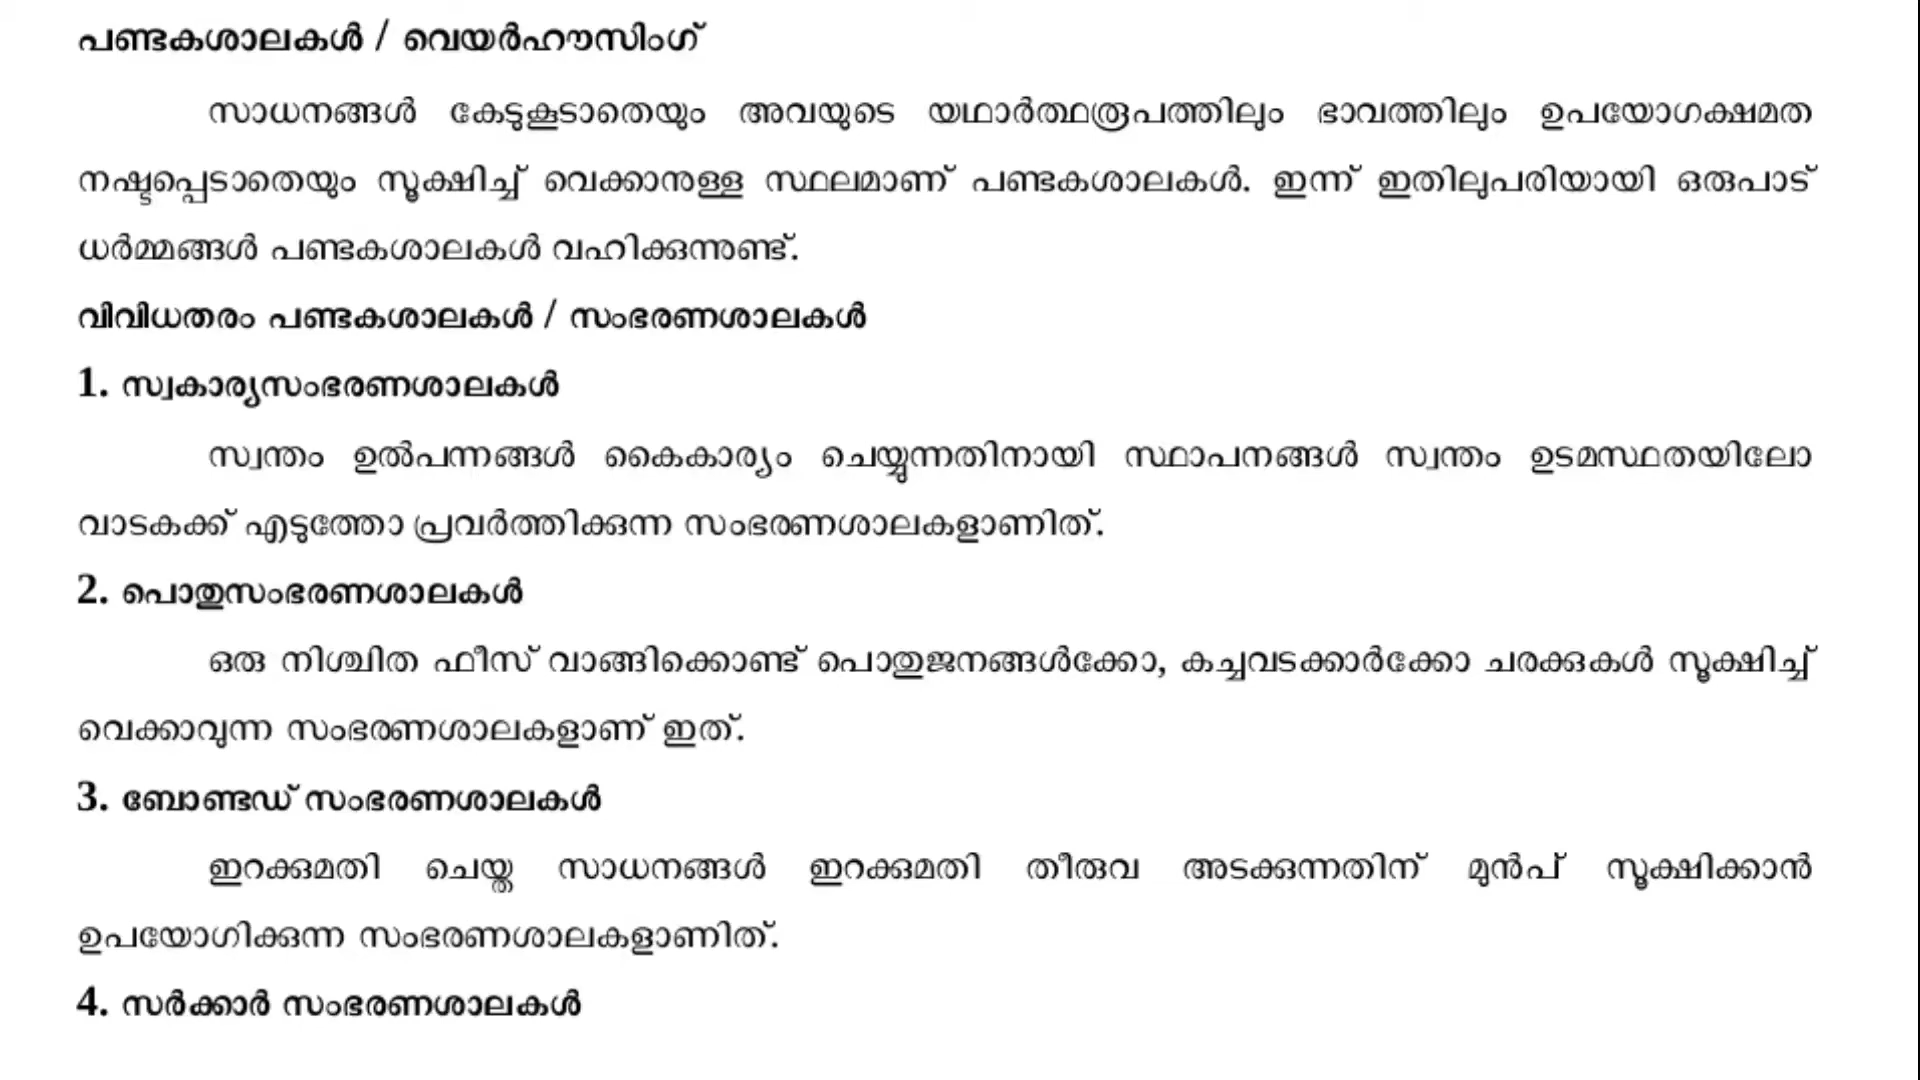 പണ്ടകശാലകൾ / വെയർഹൗസിംഗ്
സാധനങ്ങൾ കേടുകൂടാതെയും അവയുടെ യഥാർത്ഥരൂപത്തിലും ഭാവത്തിലും ഉപയോഗക്ഷമത
നഷ്ടപ്പെടാതെയും സൂക്ഷിച്ച് വെക്കാനുള്ള സ്ഥലമാണ് പണ്ടകശാലകൾ. ഇന്ന് ഇതിലുപരിയായി ഒരുപാട്
ധർമ്മങ്ങൾ പണ്ടകശാലകൾ വഹിക്കുന്നുണ്ട്.
വിവിധതരം പണ്ടകശാലകൾ / സംഭരണശാലകൾ
1. സ്വകാര്യസംഭരണശാലകൾ
സ്വന്തം ഉൽപന്നങ്ങൾ കൈകാര്യം ചെയ്യുന്നതിനായി സ്ഥാപനങ്ങൾ സ്വന്തം ഉടമസ്ഥതയിലോ
വാടകക്ക് എടുത്തോ പ്രവർത്തിക്കുന്ന സംഭരണശാലകളാണിത്.
2. പൊതുസംഭരണശാലകൾ
ഒരു നിശ്ചിത ഫീസ് വാങ്ങിക്കൊണ്ട് പൊതുജനങ്ങൾക്കോ, കച്ചവടക്കാർക്കോ ചരക്കുകൾ സൂക്ഷിച്ച്
വെക്കാവുന്ന സംഭരണശാലകളാണ് ഇത്.
3. ബോണ്ടഡ് സംഭരണശാലകൾ
ഇറക്കുമതി ചെയ്ത സാധനങ്ങൾ ഇറക്കുമതി തീരുവ അടക്കുന്നതിന് മുൻപ് സൂക്ഷിക്കാൻ
ഉപയോഗിക്കുന്ന സംഭരണശാലകളാണിത്.
4. സർക്കാർ സംഭരണശാലകൾ